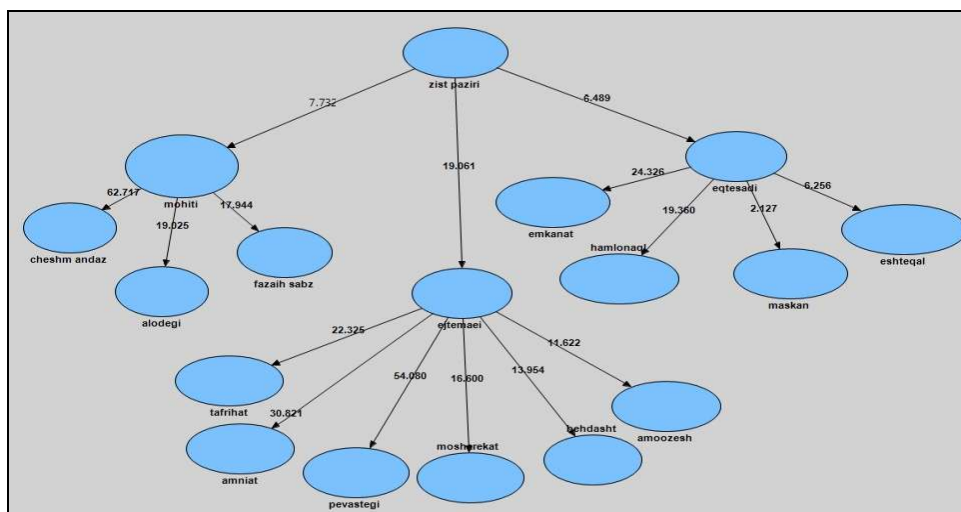 zist paziri
7.732
6.489
19.061
mohiti
eqtesadi
62.717
17.944
19.025
24.326
6.256
19.360
2.127
cheshm andaz
emkanat
eshteqal
hamlonaql
fazaih sabz
maskan
alodegi
ejtemaei
22.325
11.622
54.080
13.954
16.600
30.821
tafrihat
behdasht
amoozesh
mosharekat
amniat
pevastegi